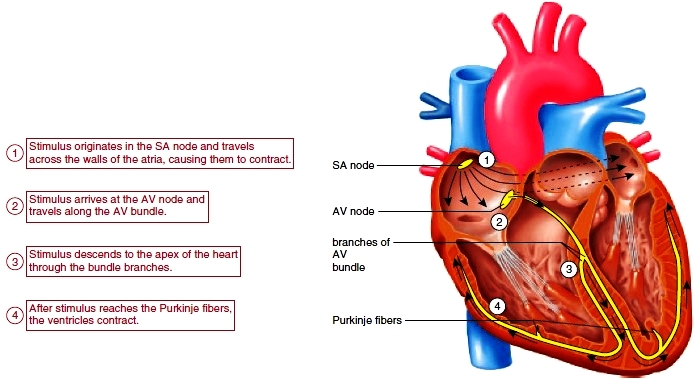 1 Stimulus originates in the SA node and travels
across the walls of the atria, causing them to contract.
2 Stimulus arrives at the AV node and
travels along the AV bundle.
3 Stimulus descends to the apex of the heart
through the bundle branches.
4 After stimulus reaches the Purkinje fibers,
the ventricles contract.
SA node
AV node
branches of
AV
bundle
Purkinje fibers
1
2
3
4